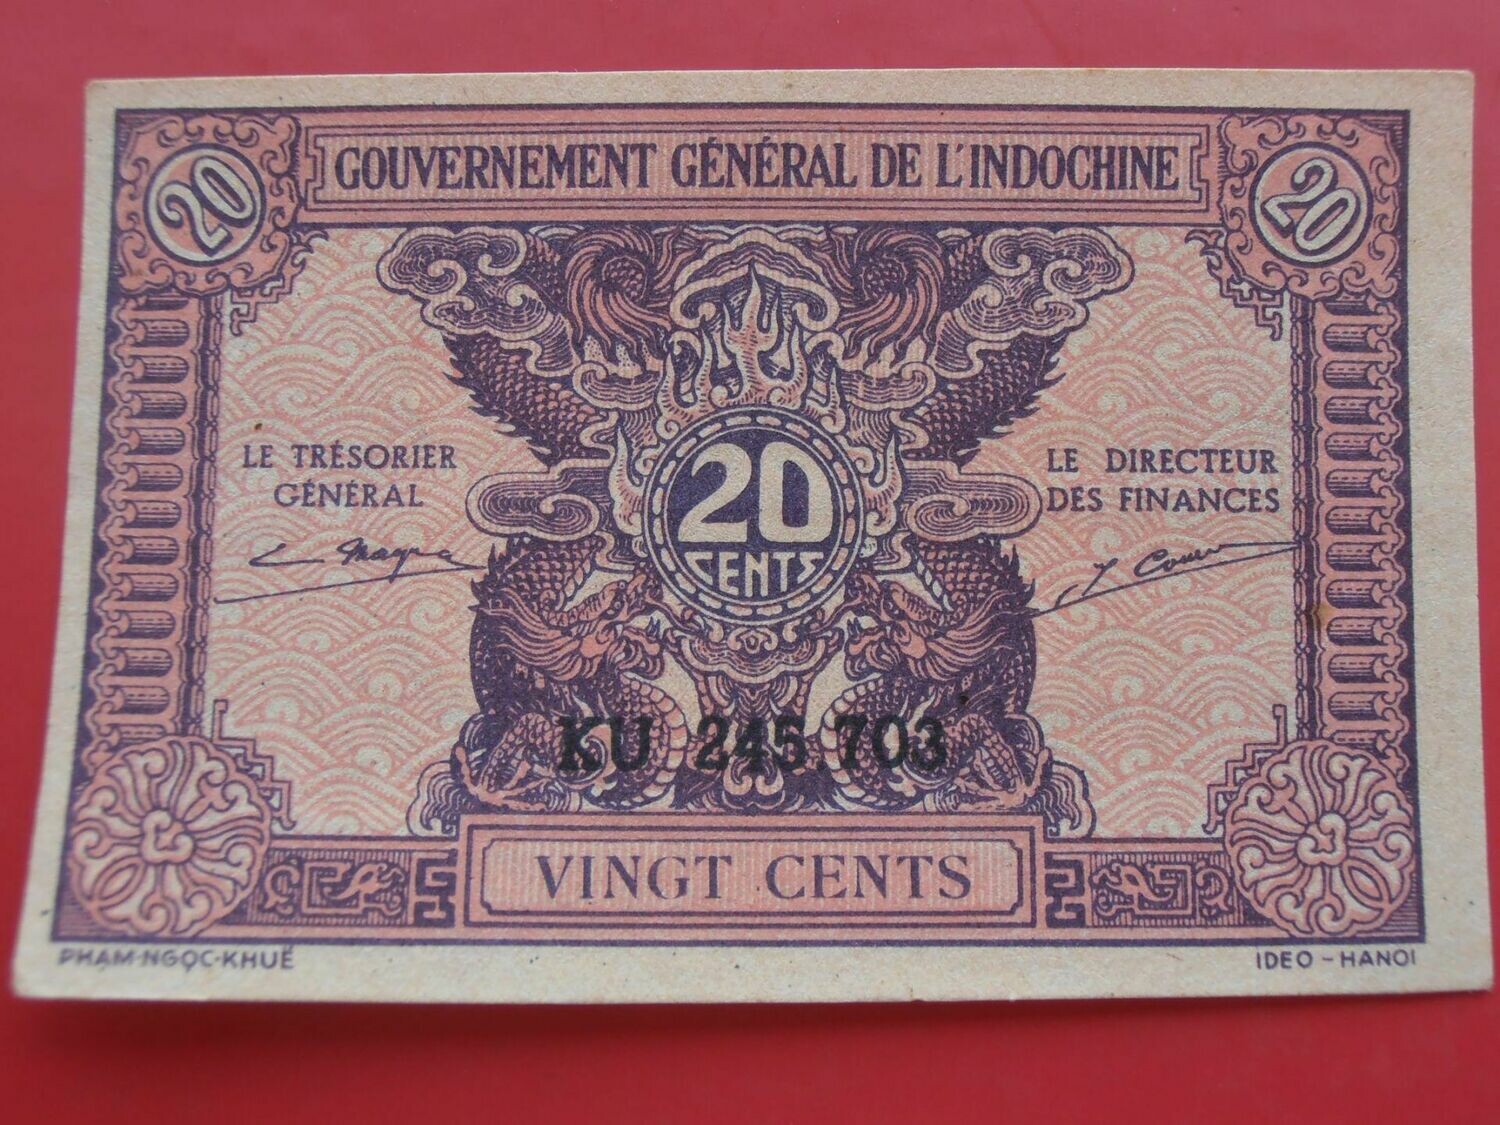 20 GOUVERNEMENT GÉNÉRAL DE L'INDOCHINE 20
LE TRÉSORIER
GÉNÉRAL
20
CENTS
LE DIRECTEUR
DES FINANCES
KU 245.703
VINGT CENTS
PHAM-NGỌC-KHUÊ
IDEO - HANOI